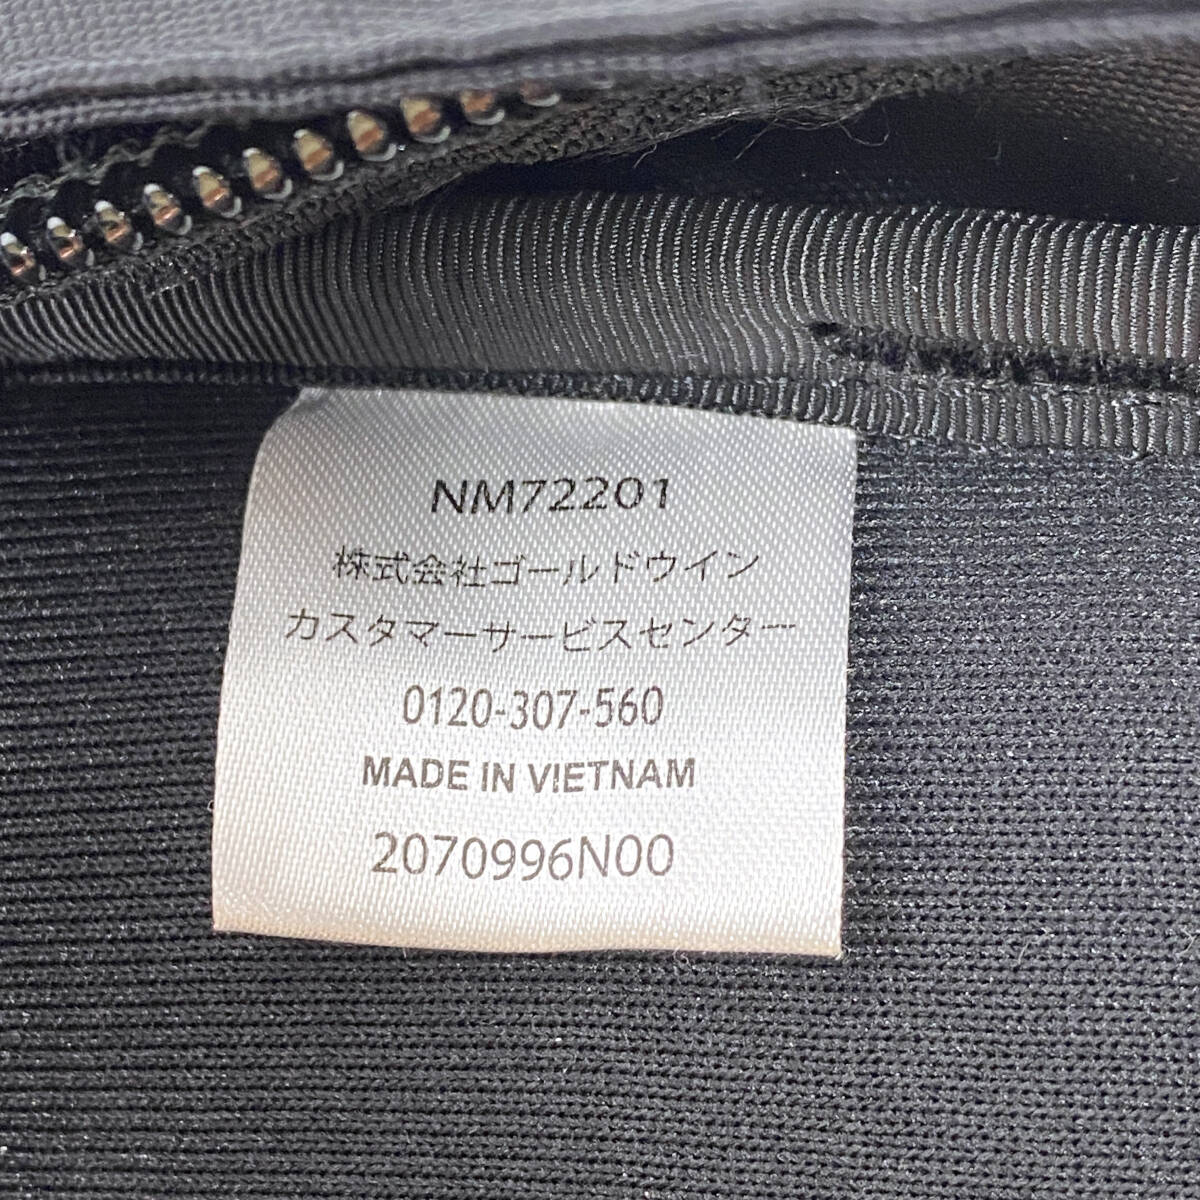 NM72201
株式会社ゴールドウイン
カスタマーサービスセンター
0120-307-560
MADE IN VIETNAM
2070996N00